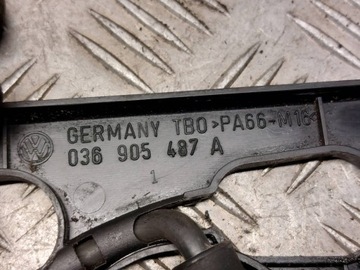 GERMANY TBO >PA66-M16<
036 905 487 A
1